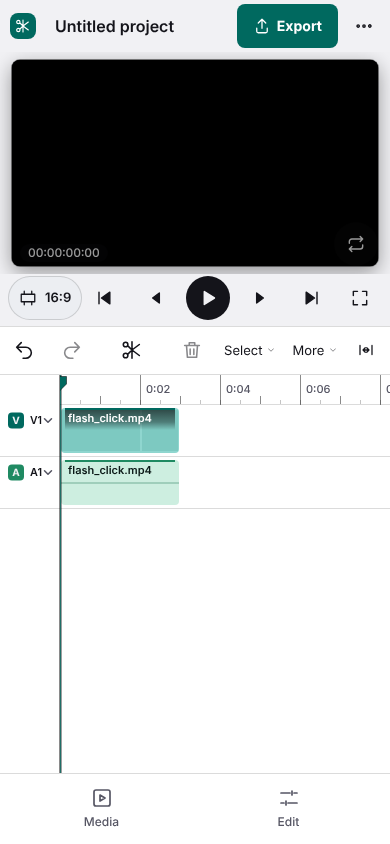 Untitled project
Export
00:00:00:00
16:9
Select
More
0:02
0:04
0:06
V
V1
flash_click.mp4
A
A1
flash_click.mp4
Media
Edit